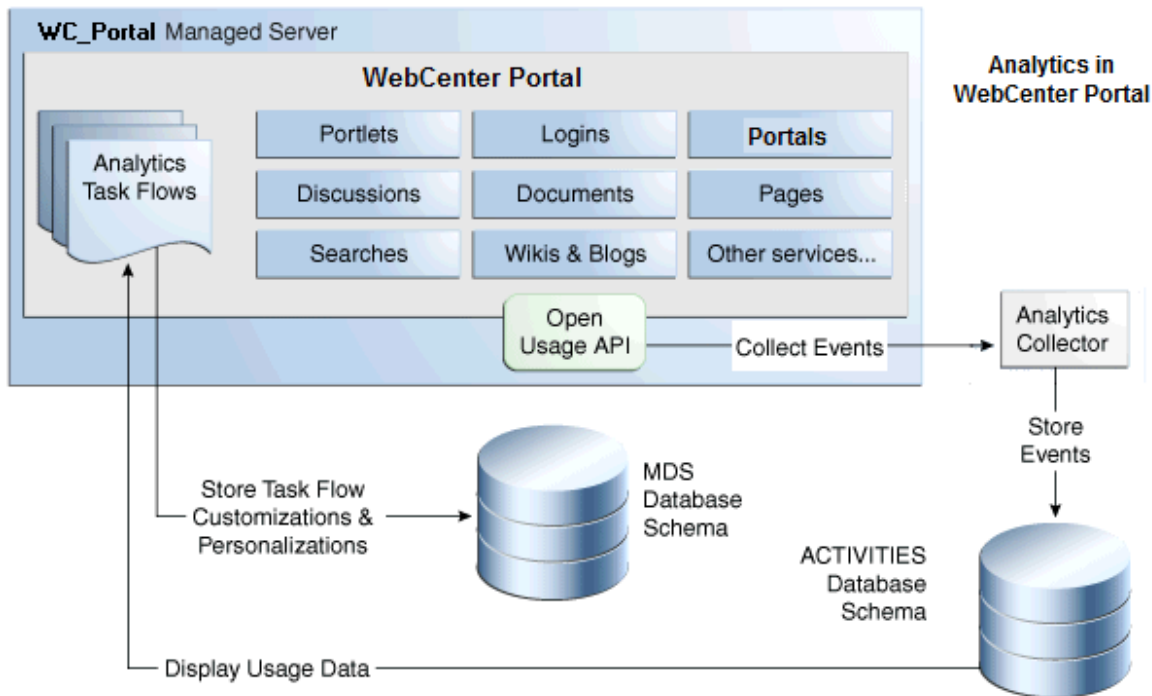 WC_Portal Managed Server
WebCenter Portal
Analytics in
WebCenter Portal
Analytics
Task Flows
Portlets
Logins
Portals
Discussions
Documents
Pages
Searches
Wikis & Blogs
Other services...
Open
Usage API
Collect Events
Analytics
Collector
Store
Events
Store Task Flow
Customizations &
Personalizations
MDS
Database
Schema
ACTIVITIES
Database
Schema
Display Usage Data